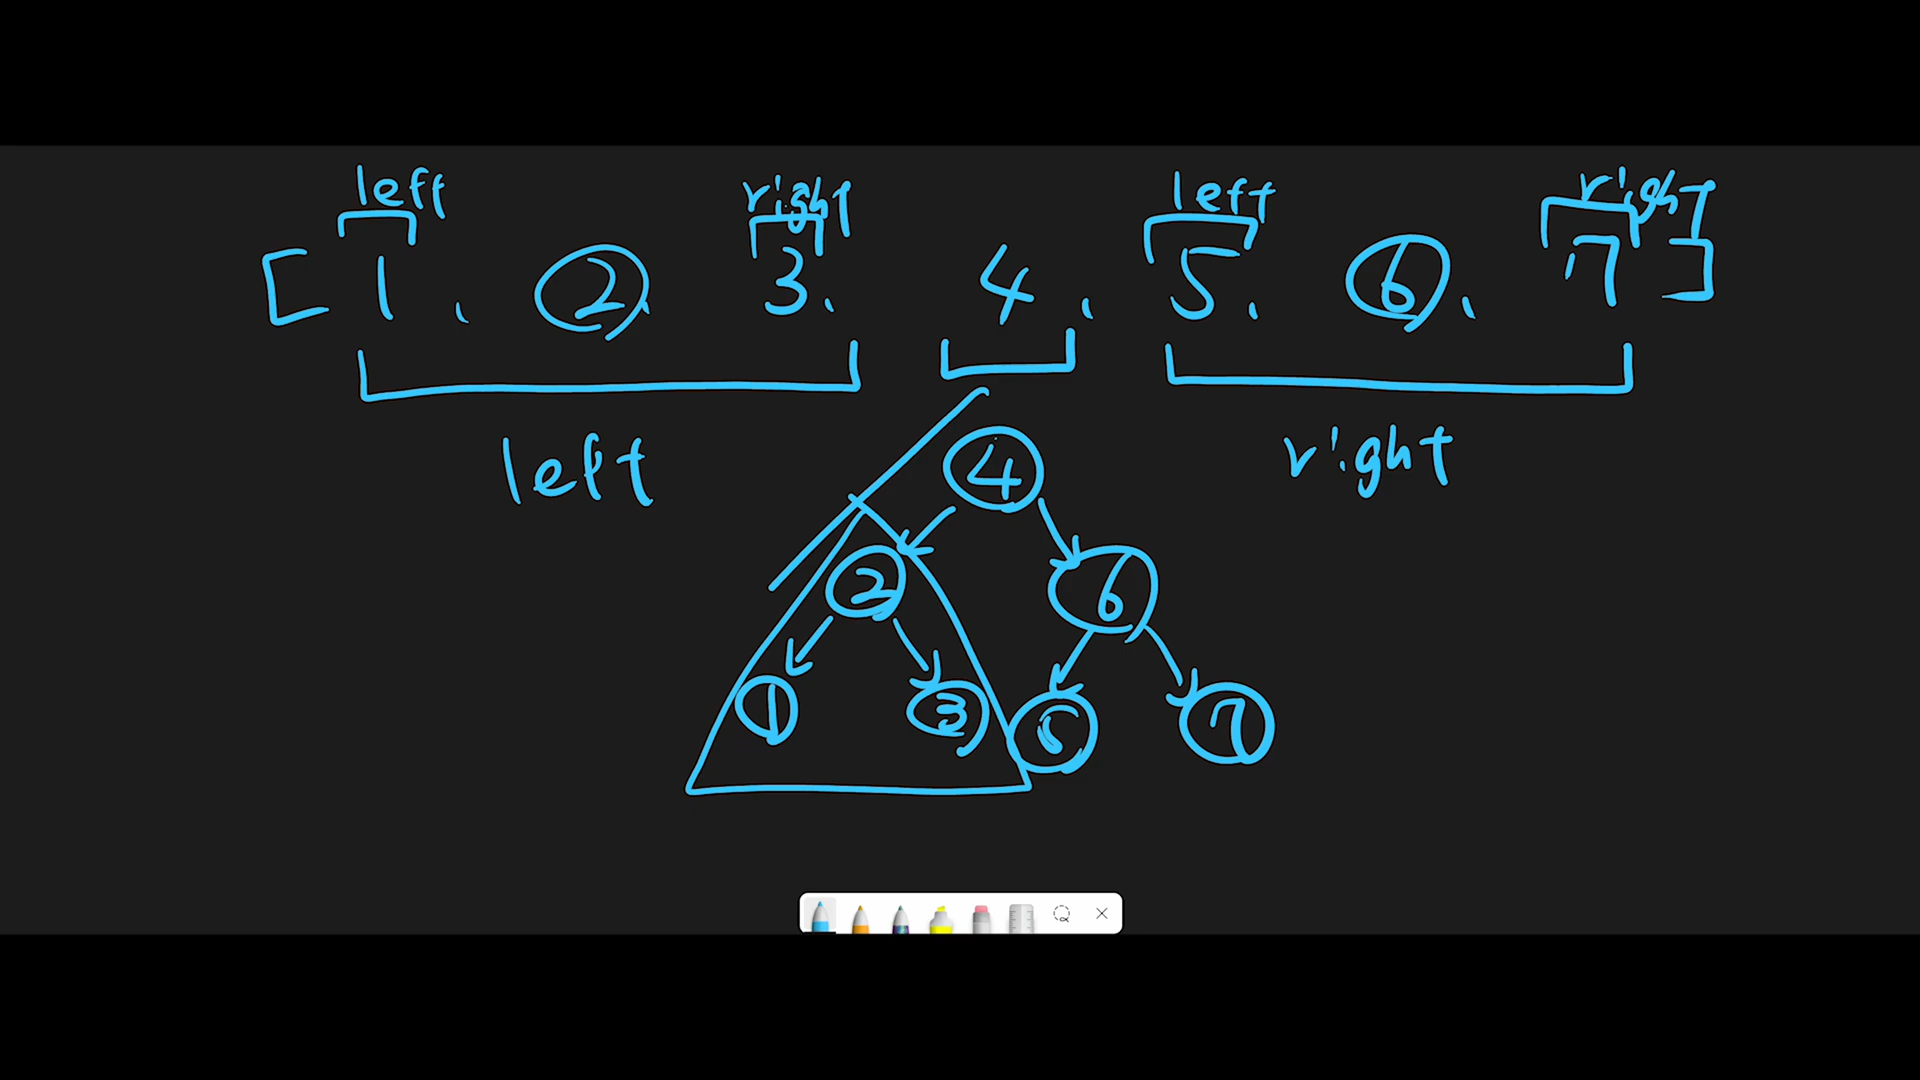 left right left right
[ 1, 2, 3, 4, 5, 6, 7 ]
left right
4
2 6
1 3 5 7